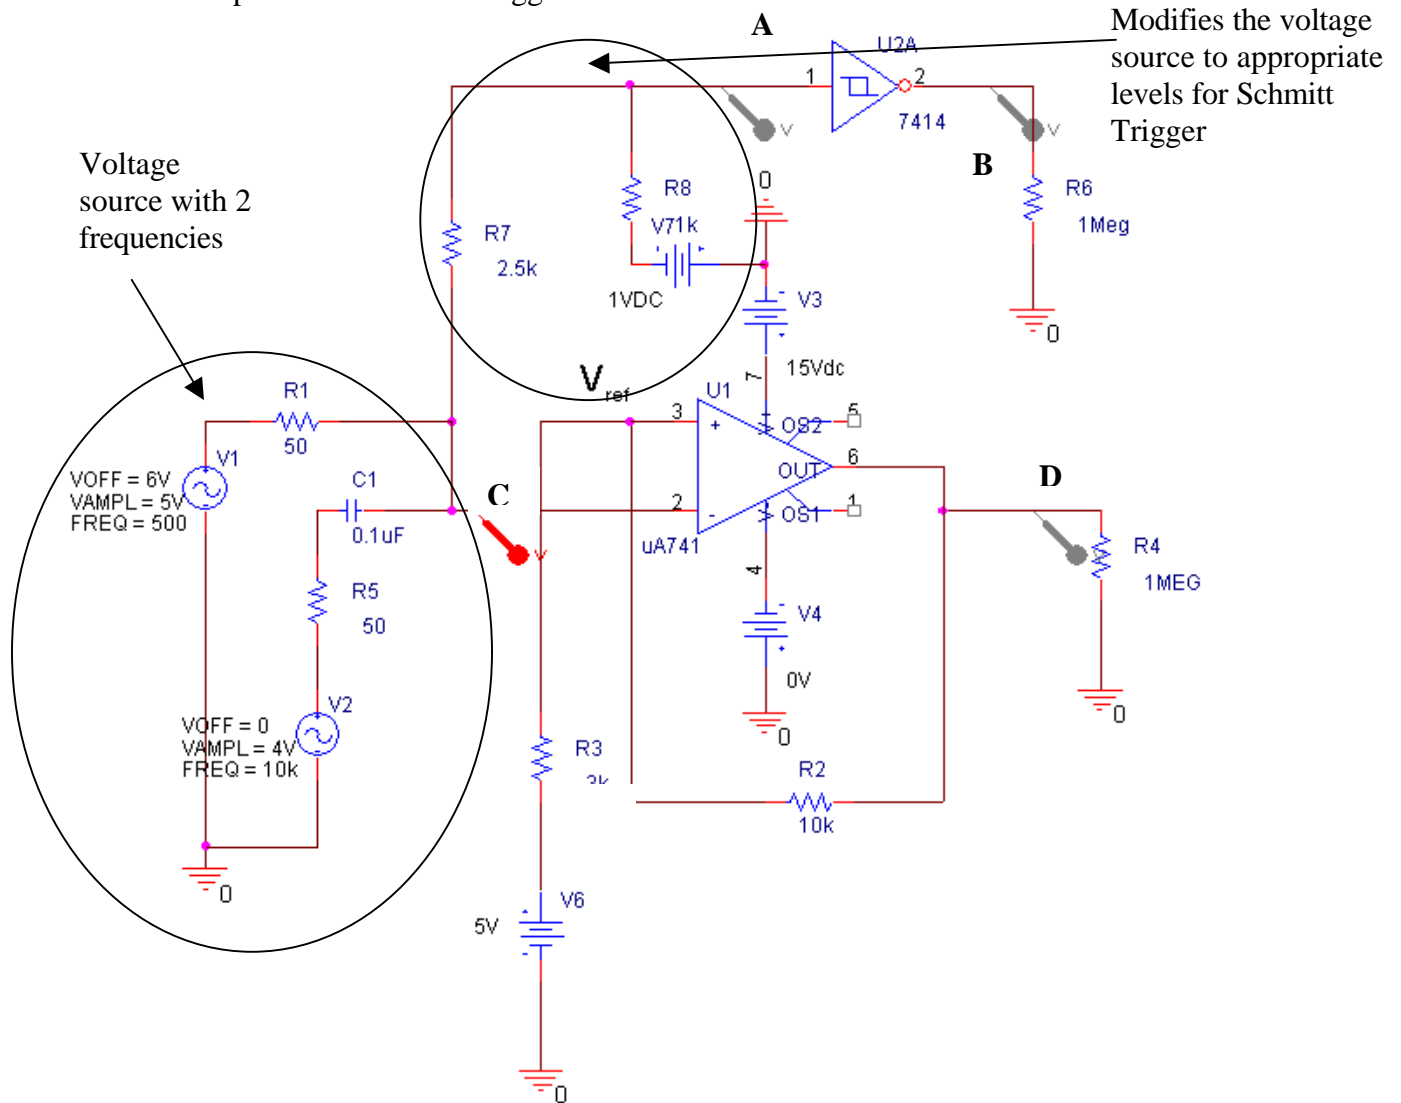 A
Modifies the voltage
source to appropriate
levels for Schmitt
Trigger
U2A
1
2
7414
V
V
B
0
R8
V71k
1VDC
R6
1Meg
0
Voltage
source with 2
frequencies
R7
2.5k
V3
15Vdc
7
Vref
U1
3
+
OS2
5
6
OUT
2
-
OS1
1
uA741
4
D
R1
50
V1
VOFF = 6V
VAMPL = 5V
FREQ = 500
C1
0.1uF
C
V
R5
50
V2
VOFF = 0
VAMPL = 4V
FREQ = 10k
0
R4
1MEG
0
V4
0V
0
R3
3k
R2
10k
V6
5V
0